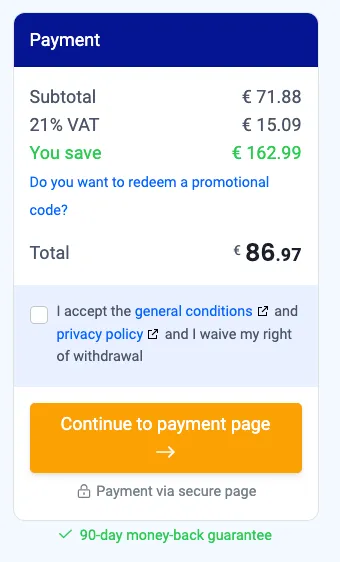 Payment
Subtotal € 71.88
21% VAT € 15.09
You save € 162.99
Do you want to redeem a promotional
code?
Total € 86.97
I accept the general conditions and
privacy policy and I waive my right
of withdrawal
Continue to payment page
Payment via secure page
90-day money-back guarantee